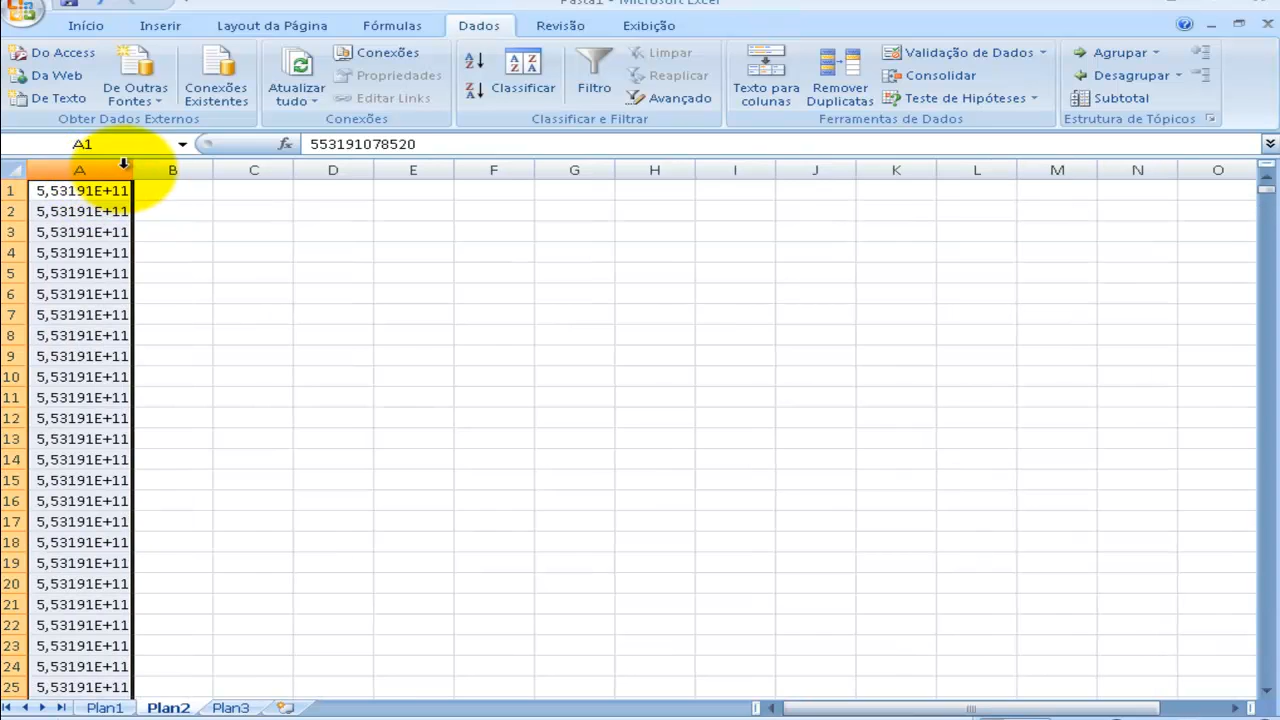 Pasta1 - Microsoft Excel
Início Inserir Layout da Página Fórmulas Dados Revisão Exibição
Do Access
Da Web
De Texto
De Outras Fontes
Conexões Existentes
Obter Dados Externos
Atualizar tudo
Conexões
Propriedades
Editar Links
Conexões
Classificar
Filtro
Limpar
Reaplicar
Avançado
Classificar e Filtrar
Texto para colunas
Remover Duplicatas
Validação de Dados
Consolidar
Teste de Hipóteses
Ferramentas de Dados
Agrupar
Desagrupar
Subtotal
Estrutura de Tópicos
A1 fx 553191078520
A B C D E F G H I J K L M N O
1 5,53191E+11
2 5,53191E+11
3 5,53191E+11
4 5,53191E+11
5 5,53191E+11
6 5,53191E+11
7 5,53191E+11
8 5,53191E+11
9 5,53191E+11
10 5,53191E+11
11 5,53191E+11
12 5,53191E+11
13 5,53191E+11
14 5,53191E+11
15 5,53191E+11
16 5,53191E+11
17 5,53191E+11
18 5,53191E+11
19 5,53191E+11
20 5,53191E+11
21 5,53191E+11
22 5,53191E+11
23 5,53191E+11
24 5,53191E+11
25 5,53191E+11
Plan1 Plan2 Plan3